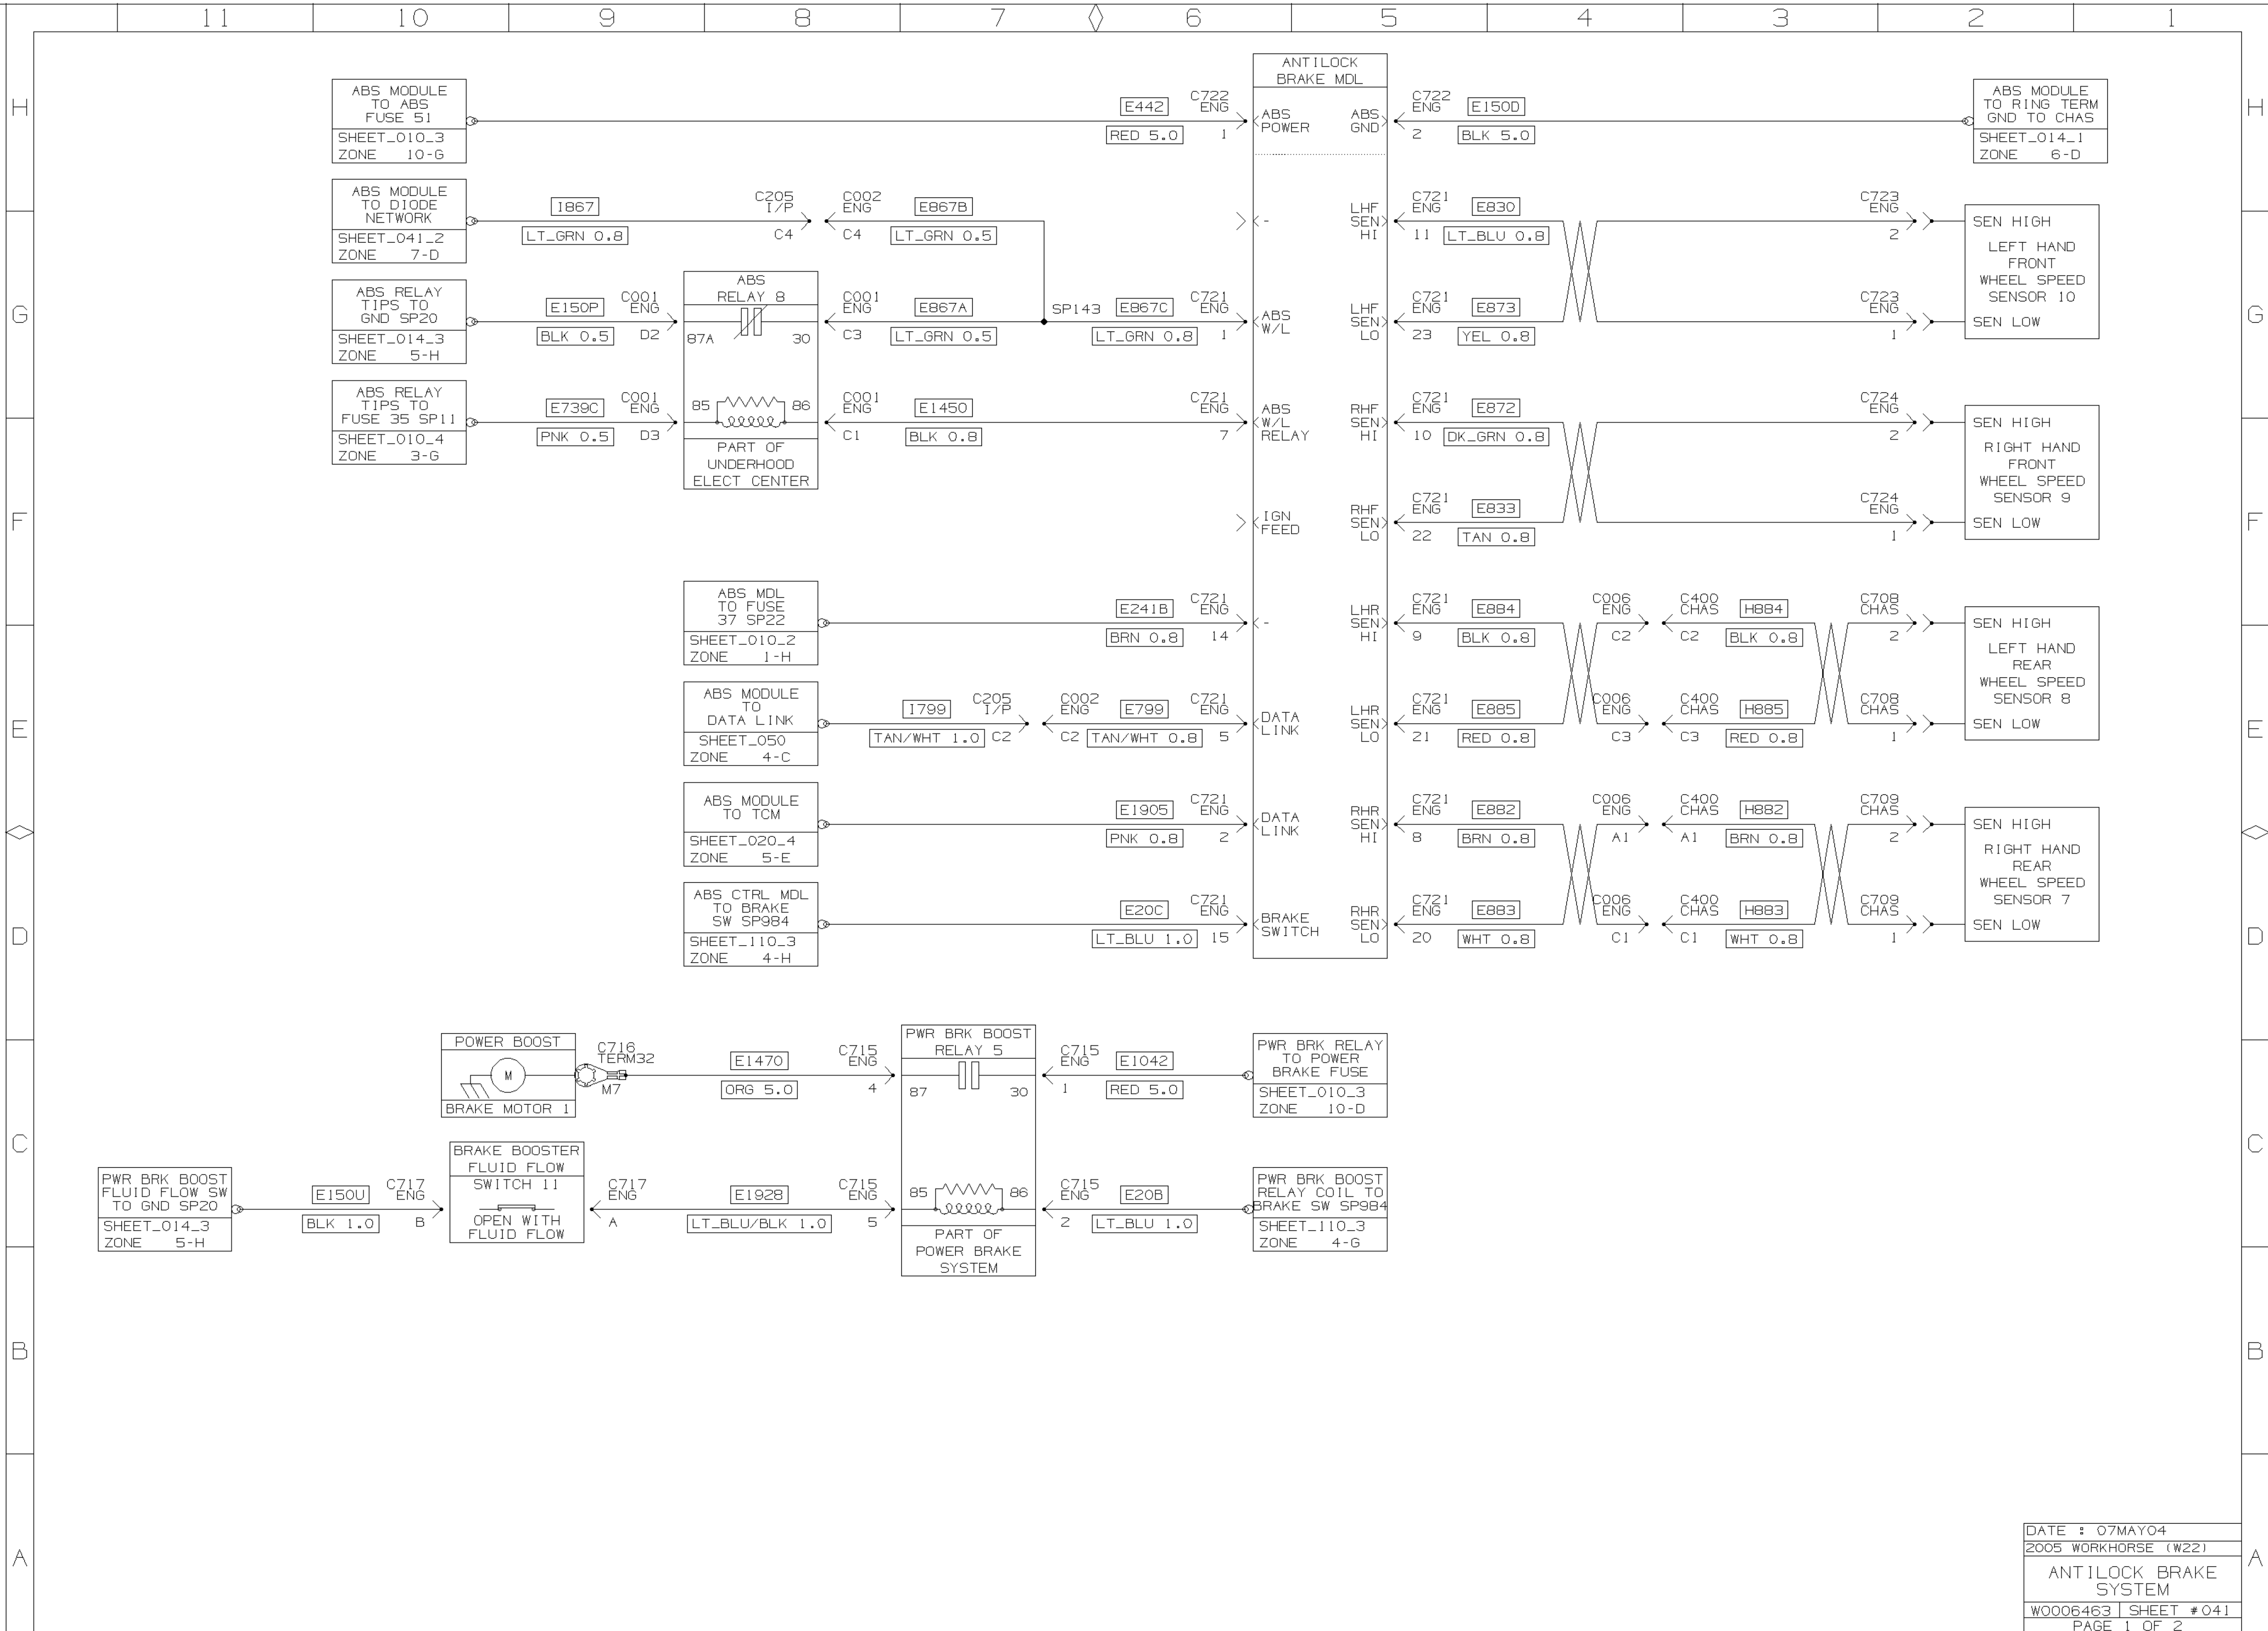 11 10 9 8 7 6 5 4 3 2 1
H
G
F
E
D
C
B
A
H
G
F
E
D
C
B
A
ABS MODULE
TO ABS
FUSE 51
SHEET_010_3
ZONE 10-G
E442
RED 5.0
C722
ENG
1
ANTILOCK
BRAKE MDL
ABS
POWER
ABS
GND
C722
ENG
2
E150D
BLK 5.0
ABS MODULE
TO RING TERM
GND TO CHAS
SHEET_014_1
ZONE 6-D
ABS MODULE
TO DIODE
NETWORK
SHEET_041_2
ZONE 7-D
I867
LT_GRN 0.8
C205
I/P
C4
C002
ENG
C4
E867B
LT_GRN 0.5
-
LHF
SEN
HI
C721
ENG
11
E830
LT_BLU 0.8
C723
ENG
2
SEN HIGH
LEFT HAND
FRONT
WHEEL SPEED
SENSOR 10
SEN LOW
ABS RELAY
TIPS TO
GND SP20
SHEET_014_3
ZONE 5-H
E150P
BLK 0.5
C001
ENG
D2
ABS
RELAY 8
87A
30
C001
ENG
C3
E867A
LT_GRN 0.5
SP143
E867C
LT_GRN 0.8
C721
ENG
1
ABS
W/L
LHF
SEN
LO
C721
ENG
23
E873
YEL 0.8
C723
ENG
1
ABS RELAY
TIPS TO
FUSE 35 SP11
SHEET_010_4
ZONE 3-G
E739C
PNK 0.5
C001
ENG
D3
85
86
PART OF
UNDERHOOD
ELECT CENTER
C001
ENG
C1
E1450
BLK 0.8
C721
ENG
7
ABS
W/L
RELAY
RHF
SEN
HI
C721
ENG
10
E872
DK_GRN 0.8
C724
ENG
2
SEN HIGH
RIGHT HAND
FRONT
WHEEL SPEED
SENSOR 9
SEN LOW
IGN
FEED
RHF
SEN
LO
C721
ENG
22
E833
TAN 0.8
C724
ENG
1
ABS MDL
TO FUSE
37 SP22
SHEET_010_2
ZONE 1-H
E241B
BRN 0.8
C721
ENG
14
-
LHR
SEN
HI
C721
ENG
9
E884
BLK 0.8
C006
ENG
C2
C400
CHAS
C2
H884
BLK 0.8
C708
CHAS
2
SEN HIGH
LEFT HAND
REAR
WHEEL SPEED
SENSOR 8
SEN LOW
ABS MODULE
TO
DATA LINK
SHEET_050
ZONE 4-C
I799
TAN/WHT 1.0
C205
I/P
C2
C002
ENG
C2
E799
TAN/WHT 0.8
C721
ENG
5
DATA
LINK
LHR
SEN
LO
C721
ENG
21
E885
RED 0.8
C006
ENG
C3
C400
CHAS
C3
H885
RED 0.8
C708
CHAS
1
ABS MODULE
TO TCM
SHEET_020_4
ZONE 5-E
E1905
PNK 0.8
C721
ENG
2
DATA
LINK
RHR
SEN
HI
C721
ENG
8
E882
BRN 0.8
C006
ENG
A1
C400
CHAS
A1
H882
BRN 0.8
C709
CHAS
2
SEN HIGH
RIGHT HAND
REAR
WHEEL SPEED
SENSOR 7
SEN LOW
ABS CTRL MDL
TO BRAKE
SW SP984
SHEET_110_3
ZONE 4-H
E20C
LT_BLU 1.0
C721
ENG
15
BRAKE
SWITCH
RHR
SEN
LO
C721
ENG
20
E883
WHT 0.8
C006
ENG
C1
C400
CHAS
C1
H883
WHT 0.8
C709
CHAS
1
POWER BOOST
M
BRAKE MOTOR 1
C716
TERM32
M7
E1470
ORG 5.0
C715
ENG
4
PWR BRK BOOST
RELAY 5
87
30
C715
ENG
1
E1042
RED 5.0
PWR BRK RELAY
TO POWER
BRAKE FUSE
SHEET_010_3
ZONE 10-D
PWR BRK BOOST
FLUID FLOW SW
TO GND SP20
SHEET_014_3
ZONE 5-H
E150U
BLK 1.0
C717
ENG
B
BRAKE BOOSTER
FLUID FLOW
SWITCH 11
OPEN WITH
FLUID FLOW
C717
ENG
A
E1928
LT_BLU/BLK 1.0
C715
ENG
5
85
86
PART OF
POWER BRAKE
SYSTEM
C715
ENG
2
E20B
LT_BLU 1.0
PWR BRK BOOST
RELAY COIL TO
BRAKE SW SP984
SHEET_110_3
ZONE 4-G
DATE : 07MAY04
2005 WORKHORSE (W22)
ANTILOCK BRAKE
SYSTEM
W0006463 SHEET #041
PAGE 1 OF 2